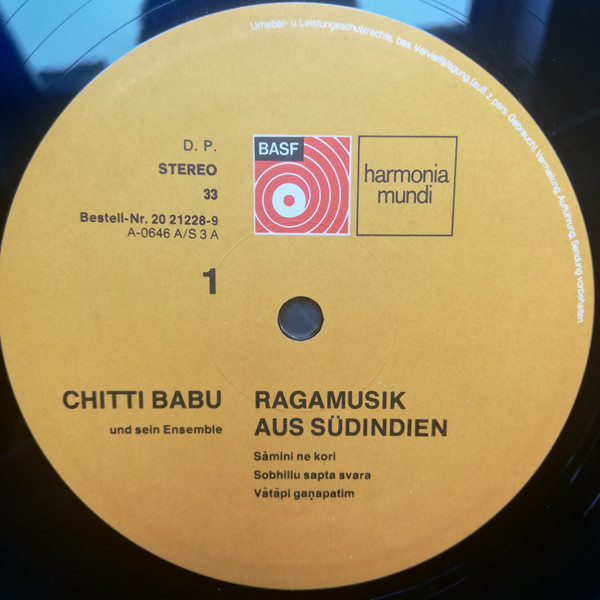 Urheber- u. Leistungsschutzrechte, bes. Vervielfältigung (auß. z. pers. Gebrauch), Vermietung, Aufführung, Sendung vorbehalten
D. P.
STEREO
33
Bestell-Nr. 20 21228-9
A-0646 A/S 3 A
BASF
harmonia
mundi
1
CHITTI BABU
und sein Ensemble
RAGAMUSIK
AUS SÜDINDIEN
Sâmini ne kori
Sobhillu sapta svara
Vātāpi gaṇapatim